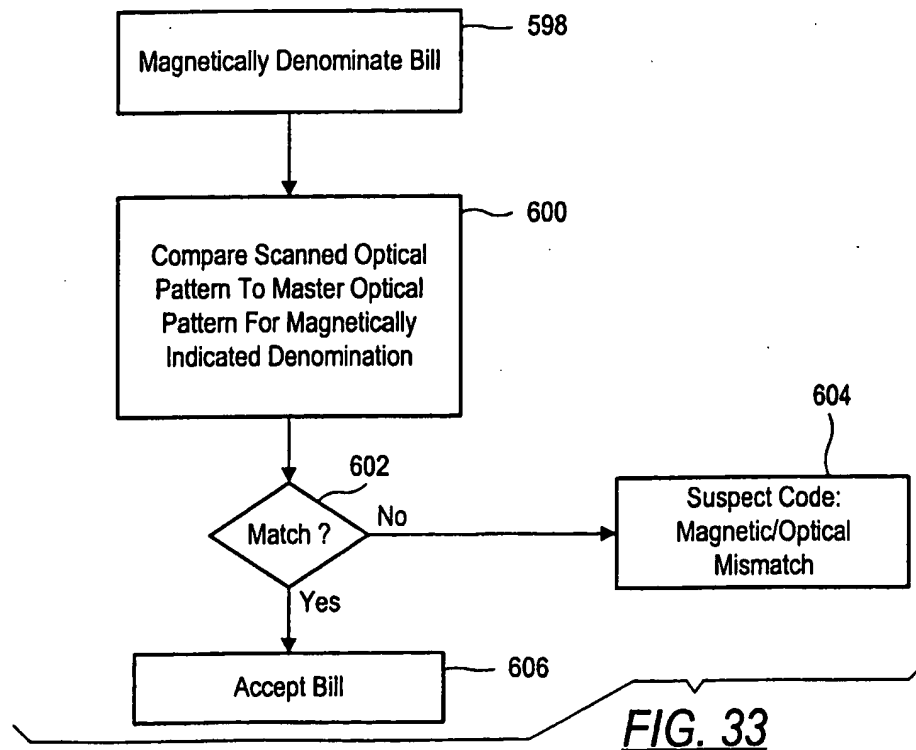 598
Magnetically Denominate Bill
600
Compare Scanned Optical
Pattern To Master Optical
Pattern For Magnetically
Indicated Denomination
604
602
Match ?
No
Suspect Code:
Magnetic/Optical
Mismatch
Yes
606
Accept Bill
FIG. 33